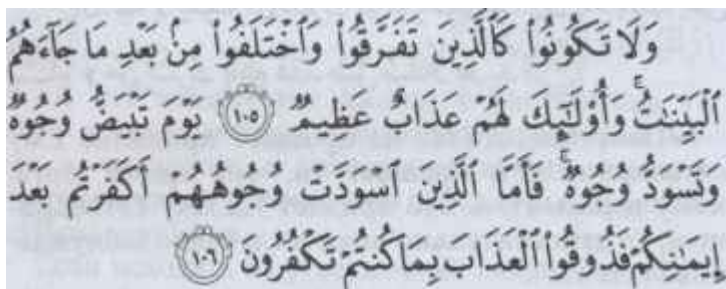 وَلَا تَكُونُوا۟ كَٱلَّذِينَ تَفَرَّقُوا۟ وَٱخْتَلَفُوا۟ مِنۢ بَعْدِ مَا جَآءَهُمُ
ٱلْبَيِّنَٰتُ ۚ وَأُو۟لَٰٓئِكَ لَهُمْ عَذَابٌ عَظِيمٌ ١٠٥ يَوْمَ تَبْيَضُّ وُجُوهٌ
وَتَسْوَدُّ وُجُوهٌ ۚ فَأَمَّا ٱلَّذِينَ ٱسْوَدَّتْ وُجُوهُهُمْ أَكَفَرْتُم بَعْدَ
إِيمَٰنِكُمْ فَذُوقُوا۟ ٱلْعَذَابَ بِمَا كُنتُمْ تَكْفُرُونَ ١٠٦